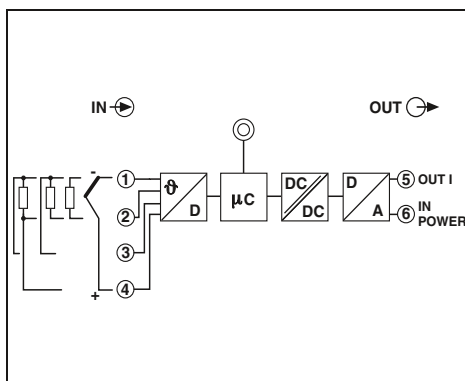 IN OUT
- 1 ϑ D μC DC DC D A 5 OUT I
2 6 IN POWER
3
+ 4